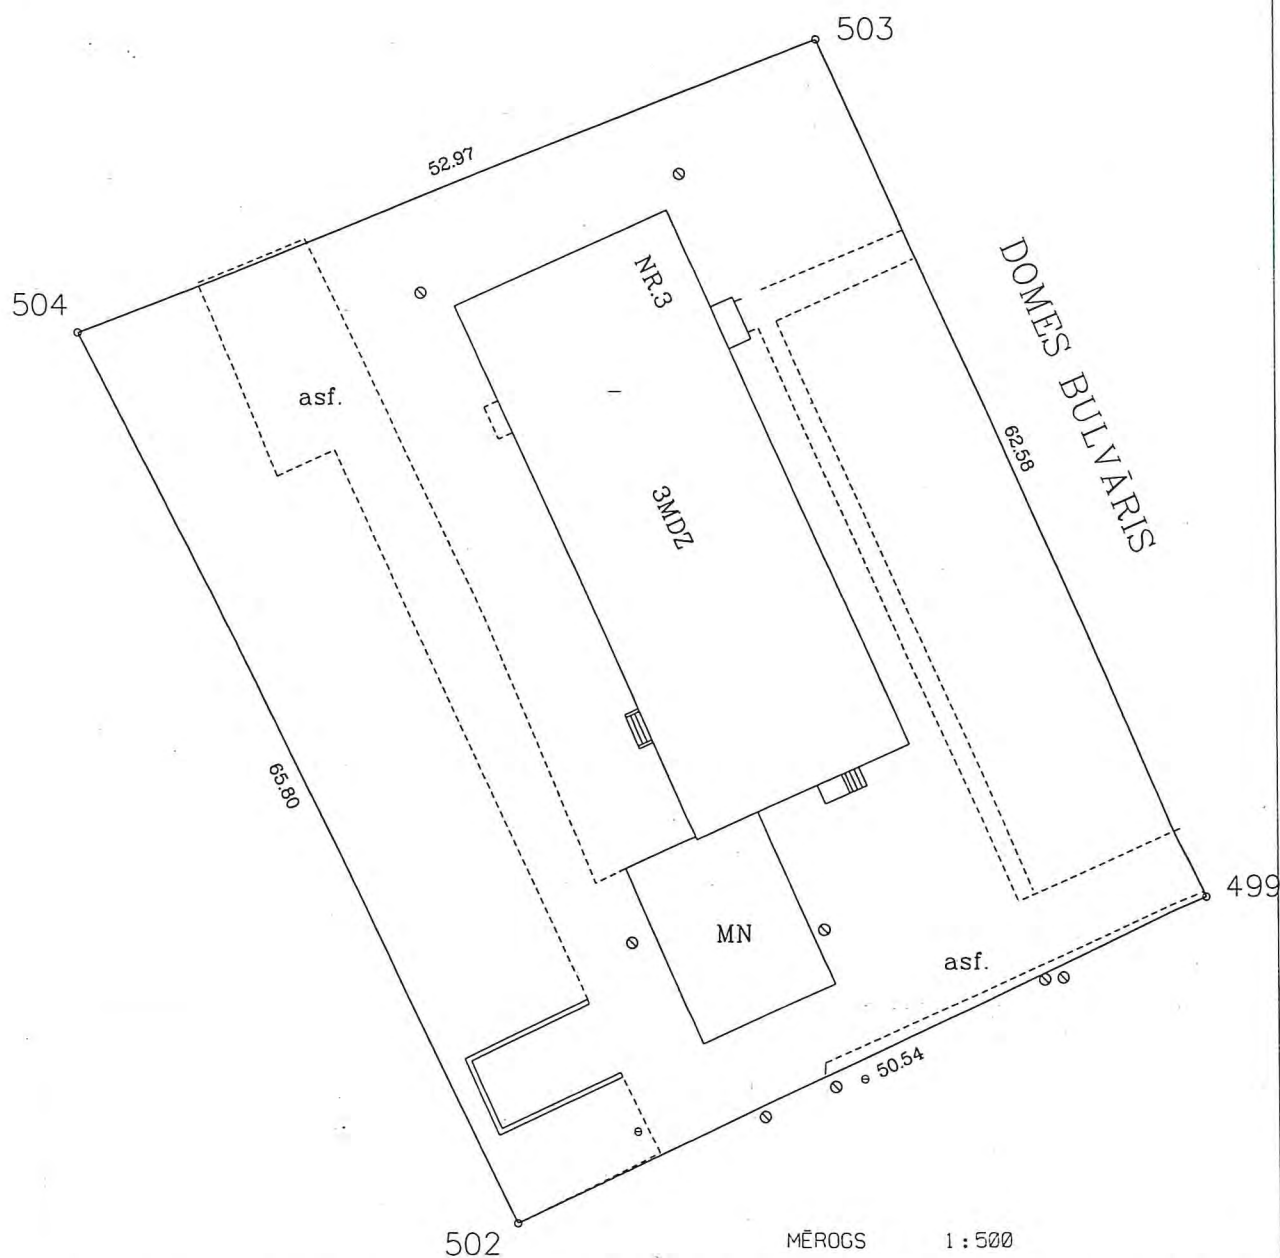 503
52.97
504
NR.3
DOMES BULVĀRIS
asf.
62.58
3MDZ
65.80
499
MN
asf.
50.54
502
MĒROGS 1:500